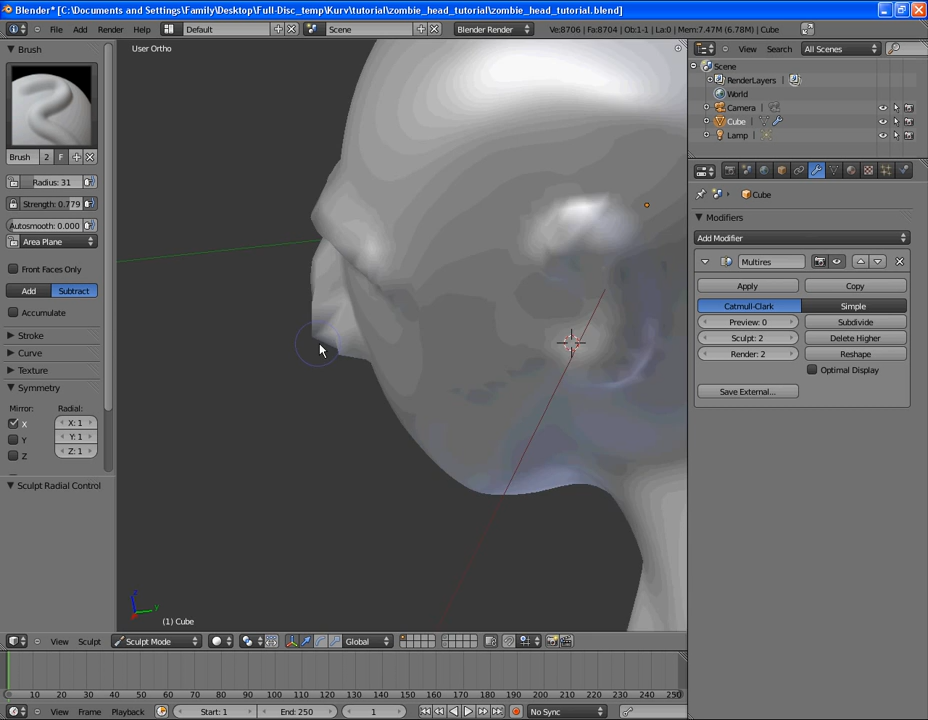 Blender* [C:\Documents and Settings\Family\Desktop\Full-Disc_temp\Kurv\tutorial\zombie_head_tutorial\zombie_head_tutorial.blend]
File Add Render Help Default Scene Blender Render Ve:8706 | Fa:8704 | Ob:1-1 | La:0 | Mem:7.47M (6.78M) | Cube
Brush
User Ortho
View Search All Scenes
Scene
RenderLayers
World
Camera
Cube
Lamp
Brush 2 F
Radius: 31
Strength: 0.779
Autosmooth: 0.000
Area Plane
Front Faces Only
Add Subtract
Accumulate
Stroke
Curve
Texture
Symmetry
Mirror: Radial:
X X: 1
Y Y: 1
Z Z: 1
Sculpt Radial Control
Cube
Modifiers
Add Modifier
Multires
Apply Copy
Catmull-Clark Simple
Preview: 0 Subdivide
Sculpt: 2 Delete Higher
Render: 2 Reshape
Optimal Display
Save External...
z
y
(1) Cube
View Sculpt Sculpt Mode Global
0 10 20 30 40 50 60 70 80 90 100 110 120 130 140 150 160 170 180 190 200 210 220 230 240 250
View Frame Playback Start: 1 End: 250 1 No Sync